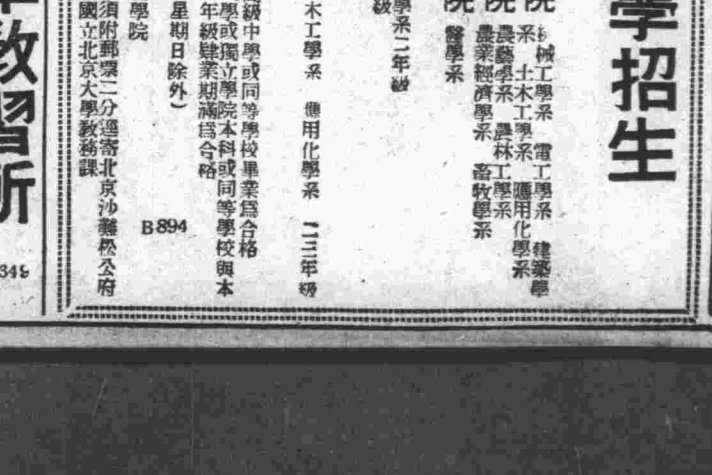 學招生
院
機械工學系 電工學系 建築學
系 土木工學系 應用化學系
院
農藝學系 農林工學系
農業經濟學系 畜牧學系
院
醫學系
學系二年級
級
木工學系 應用化學系 二三年級
級中學或同等學校畢業爲合格
學或獨立學院本科或同等學校與本
年級肄業期滿爲合格
星期日除外)
B894
學院
須附郵票二分逕寄北京沙灘松公府
國立北京大學教務課
教習所
349